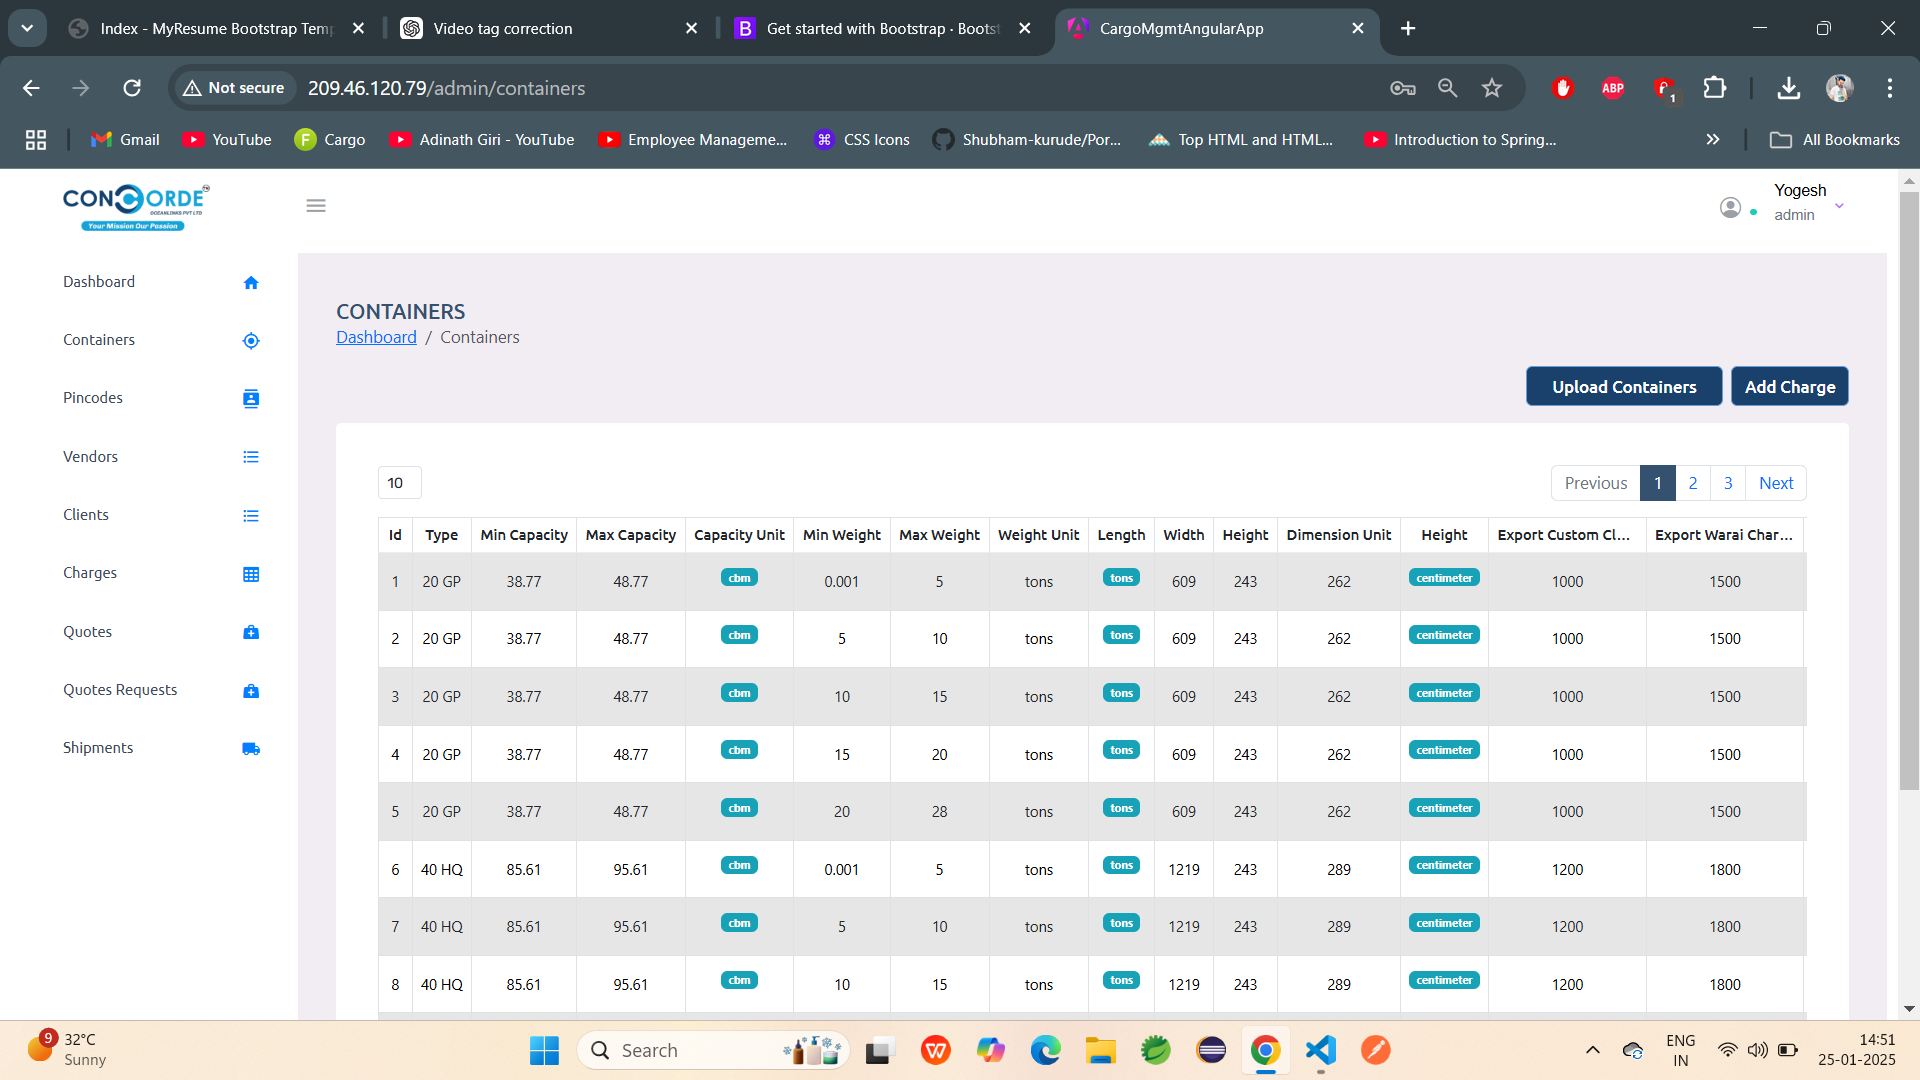 Index - MyResume Bootstrap Temp
Video tag correction
Get started with Bootstrap · Boots
CargoMgmtAngularApp
Not secure
209.46.120.79/admin/containers
ABP
1
Gmail
YouTube
Cargo
Adinath Giri - YouTube
Employee Manageme...
CSS Icons
Shubham-kurude/Por...
Top HTML and HTML...
Introduction to Spring...
All Bookmarks
CONCORDE
OCEANLINKS PVT LTD
Your Mission Our Passion
Yogesh
admin
Dashboard
Containers
Pincodes
Vendors
Clients
Charges
Quotes
Quotes Requests
Shipments
CONTAINERS
Dashboard / Containers
Upload Containers
Add Charge
10
Previous 1 2 3 Next
Id Type Min Capacity Max Capacity Capacity Unit Min Weight Max Weight Weight Unit Length Width Height Dimension Unit Height Export Custom Cl... Export Warai Char...
1 20 GP 38.77 48.77 cbm 0.001 5 tons tons 609 243 262 centimeter 1000 1500
2 20 GP 38.77 48.77 cbm 5 10 tons tons 609 243 262 centimeter 1000 1500
3 20 GP 38.77 48.77 cbm 10 15 tons tons 609 243 262 centimeter 1000 1500
4 20 GP 38.77 48.77 cbm 15 20 tons tons 609 243 262 centimeter 1000 1500
5 20 GP 38.77 48.77 cbm 20 28 tons tons 609 243 262 centimeter 1000 1500
6 40 HQ 85.61 95.61 cbm 0.001 5 tons tons 1219 243 289 centimeter 1200 1800
7 40 HQ 85.61 95.61 cbm 5 10 tons tons 1219 243 289 centimeter 1200 1800
8 40 HQ 85.61 95.61 cbm 10 15 tons tons 1219 243 289 centimeter 1200 1800
9
32°C
Sunny
Search
ENG
IN
14:51
25-01-2025